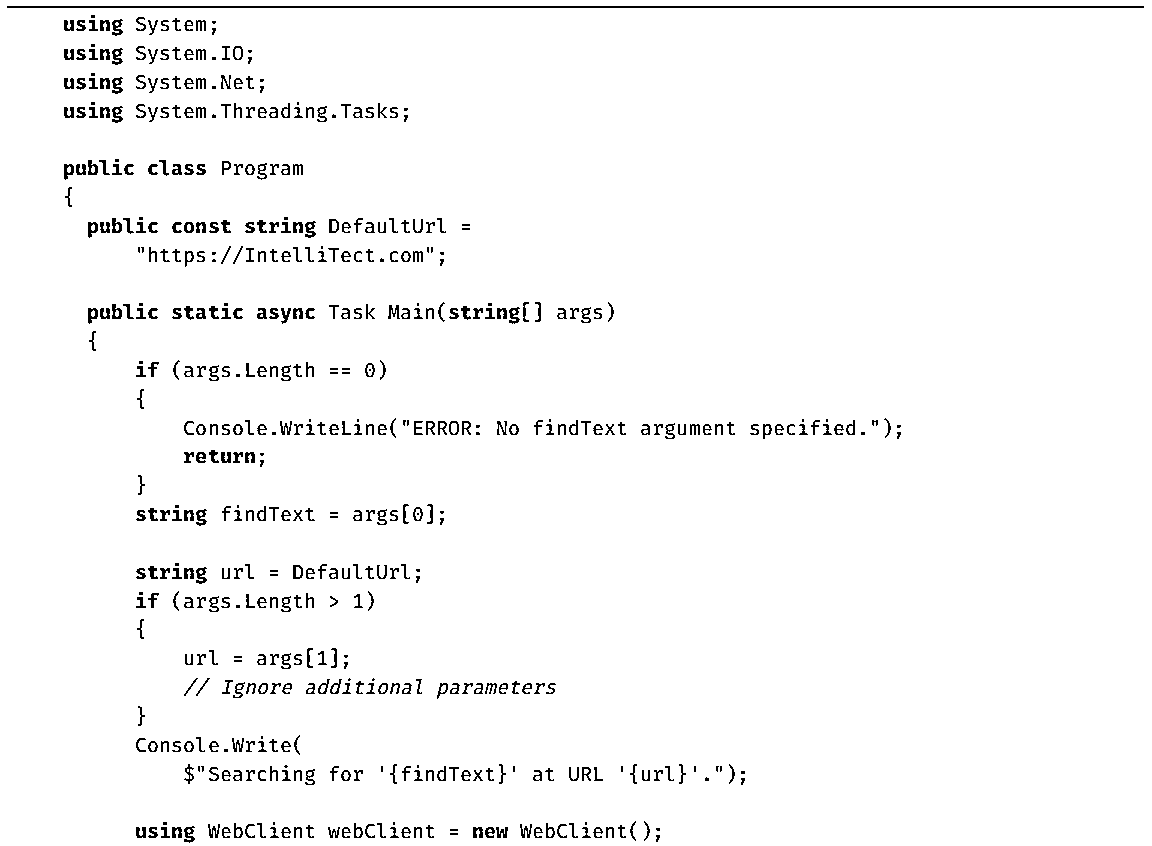 using System;
using System.IO;
using System.Net;
using System.Threading.Tasks;

public class Program
{
  public const string DefaultUrl =
      "https://IntelliTect.com";

  public static async Task Main(string[] args)
  {
      if (args.Length == 0)
      {
          Console.WriteLine("ERROR: No findText argument specified.");
          return;
      }
      string findText = args[0];

      string url = DefaultUrl;
      if (args.Length > 1)
      {
          url = args[1];
          // Ignore additional parameters
      }
      Console.Write(
          $"Searching for '{findText}' at URL '{url}'.");

      using WebClient webClient = new WebClient();